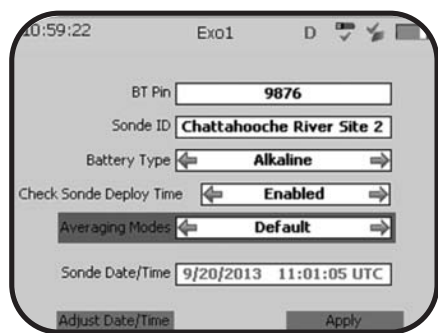 10:59:22 Exo1 D
BT Pin 9876
Sonde ID Chattahooche River Site 2
Battery Type Alkaline
Check Sonde Deploy Time Enabled
Averaging Modes Default
Sonde Date/Time 9/20/2013 11:01:05 UTC
Adjust Date/Time Apply